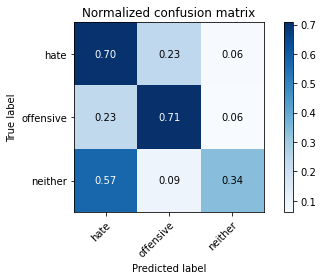 Normalized confusion matrix
True label
hate 0.70 0.23 0.06
offensive 0.23 0.71 0.06
neither 0.57 0.09 0.34
hate offensive neither
Predicted label
0.7
0.6
0.5
0.4
0.3
0.2
0.1